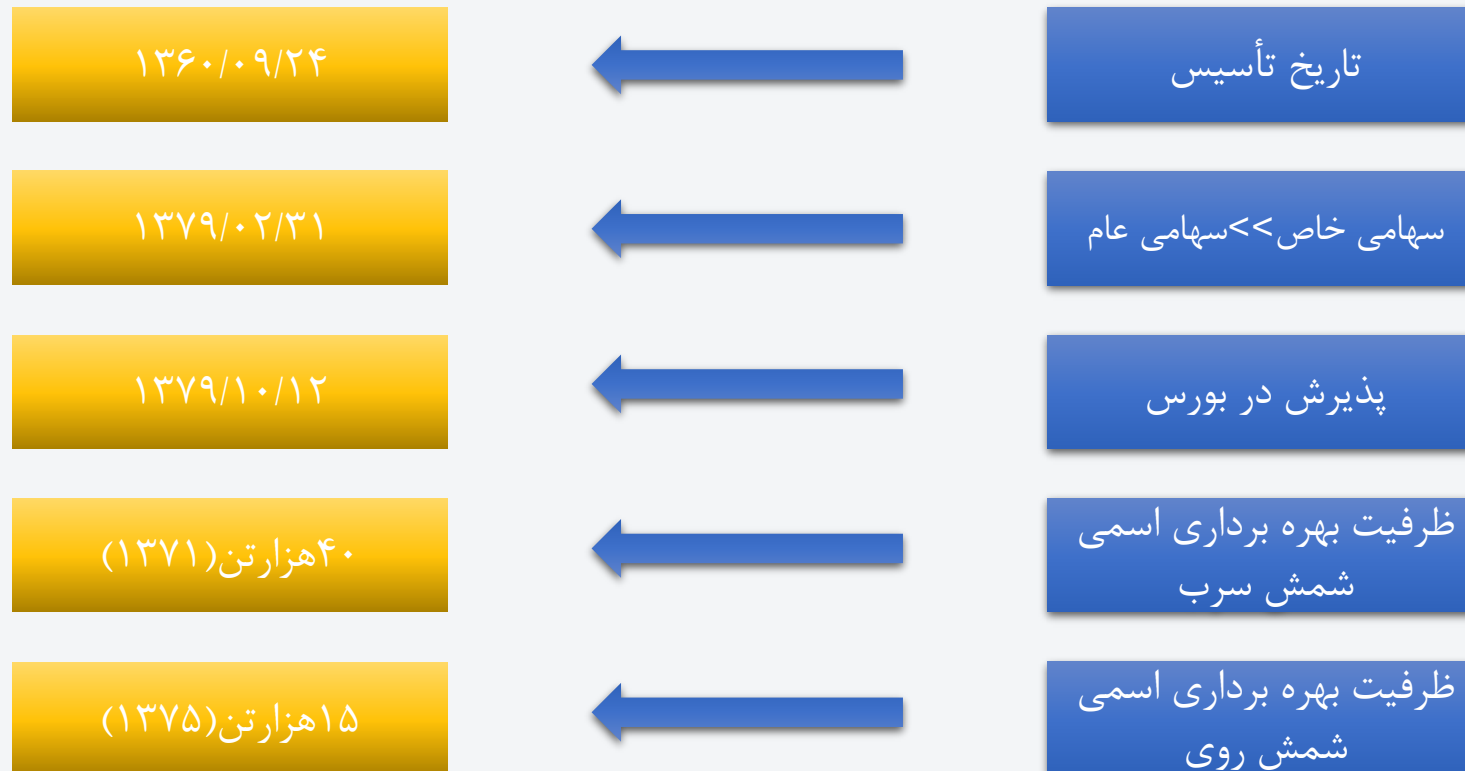 تاریخ تأسیس
۱۳۶۰/۰۹/۲۴
سهامی خاص>>سهامی عام
۱۳۷۹/۰۲/۳۱
پذیرش در بورس
۱۳۷۹/۱۰/۱۲
ظرفیت بهره برداری اسمی
شمش سرب
۴۰هزارتن(۱۳۷۱)
ظرفیت بهره برداری اسمی
شمش روی
۱۵هزارتن(۱۳۷۵)